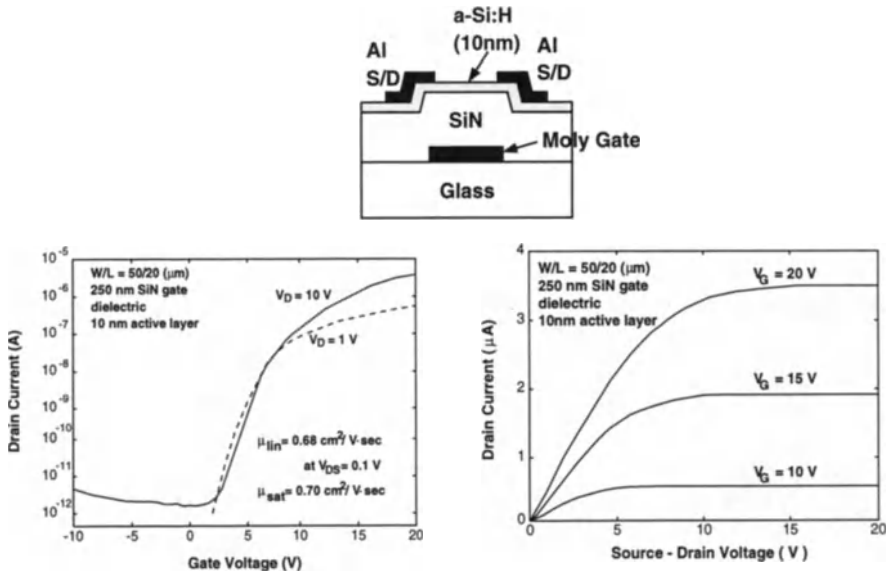 a-Si:H
(10nm)
Al
S/D
Al
S/D
SiN
Moly Gate
Glass
10⁻⁵
10⁻⁶
10⁻⁷
10⁻⁸
10⁻⁹
10⁻¹⁰
10⁻¹¹
10⁻¹²
Drain Current (A)
W/L = 50/20 (μm)
250 nm SiN gate
dielectric
10 nm active layer
V_D = 10 V
V_D = 1 V
μ_lin = 0.68 cm²/ V·sec
at V_DS = 0.1 V
μ_sat = 0.70 cm²/ V·sec
-10
-5
0
5
10
15
20
Gate Voltage (V)
4
3
2
1
0
Drain Current ( μA )
W/L = 50/20 (μm)
250 nm SiN gate
dielectric
10nm active layer
V_G = 20 V
V_G = 15 V
V_G = 10 V
0
5
10
15
20
Source - Drain Voltage ( V )